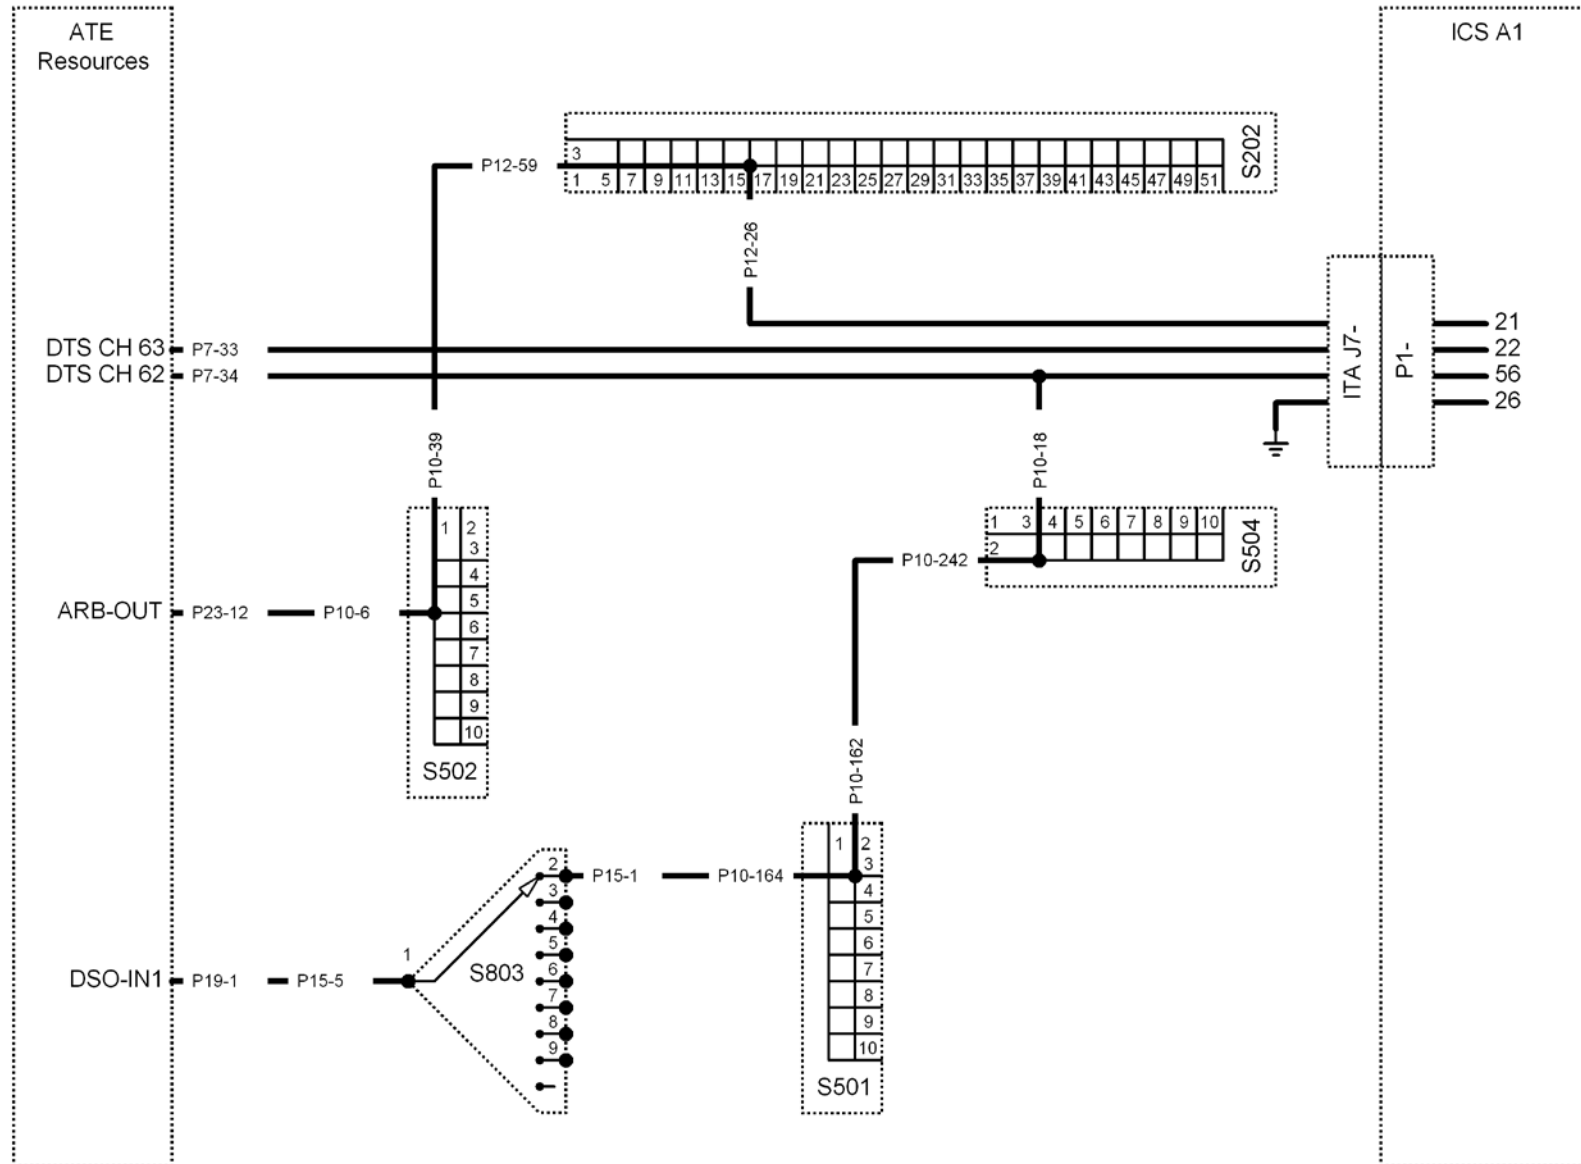 ATE
Resources
ICS A1
P12-59
3
1 5 7 9 11 13 15 17 19 21 23 25 27 29 31 33 35 37 39 41 43 45 47 49 51
S202
P12-26
DTS CH 63 P7-33
DTS CH 62 P7-34
ITA J7-
P1-
21
22
56
26
P10-39
P10-18
1 2
3
4
5
6
7
8
9
10
S502
1 3 4 5 6 7 8 9 10
2
S504
P10-242
ARB-OUT P23-12 P10-6
P10-162
1 2
3
4
5
6
7
8
9
10
S501
P15-1 P10-164
2
3
4
5
6
7
8
9
1
S803
DSO-IN1 P19-1 P15-5